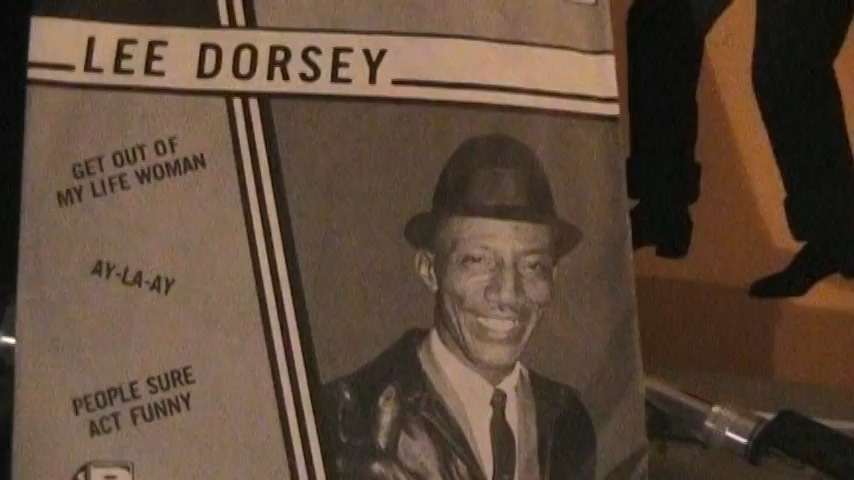 LEE DORSEY
GET OUT OF
MY LIFE WOMAN
AY-LA-AY
PEOPLE SURE
ACT FUNNY